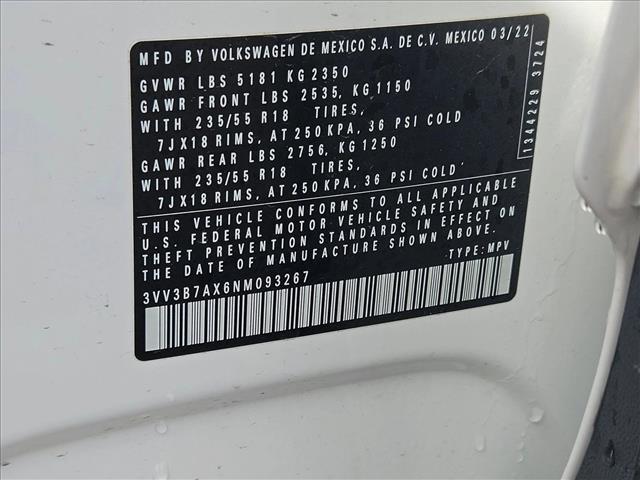 MFD BY VOLKSWAGEN DE MEXICO S.A. DE C.V. MEXICO 03/22
GVWR LBS 5181 KG 2350
GAWR FRONT LBS 2535, KG 1150
WITH 235/55 R18 TIRES,
7JX18 RIMS, AT 250 KPA, 36 PSI COLD
GAWR REAR LBS 2756, KG 1250
WITH 235/55 R18 TIRES,
7JX18 RIMS, AT 250 KPA, 36 PSI COLD
THIS VEHICLE CONFORMS TO ALL APPLICABLE
U.S. FEDERAL MOTOR VEHICLE SAFETY AND
THEFT PREVENTION STANDARDS IN EFFECT ON
THE DATE OF MANUFACTURE SHOWN ABOVE.
TYPE: MPV
3VV3B7AX6NM093267
1344229 3724